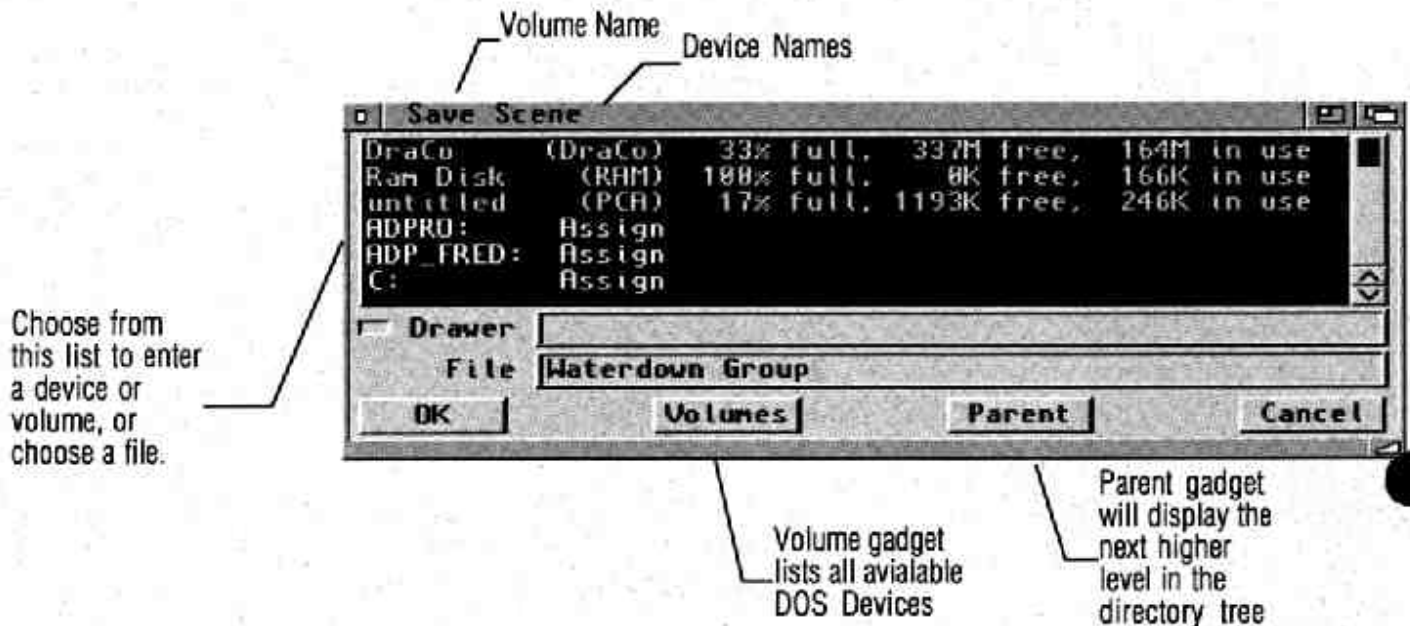 Volume Name
Device Names
Save Scene
DraCo (DraCo) 33% full, 337M free, 164M in use
Ram Disk (RAM) 100% full, 0K free, 166K in use
untitled (PCA) 17% full, 1193K free, 246K in use
ADPRO: Assign
ADP_FRED: Assign
C: Assign
Drawer
File Waterdown Group
OK Volumes Parent Cancel
Choose from
this list to enter
a device or
volume, or
choose a file.
Volume gadget
lists all avialable
DOS Devices
Parent gadget
will display the
next higher
level in the
directory tree